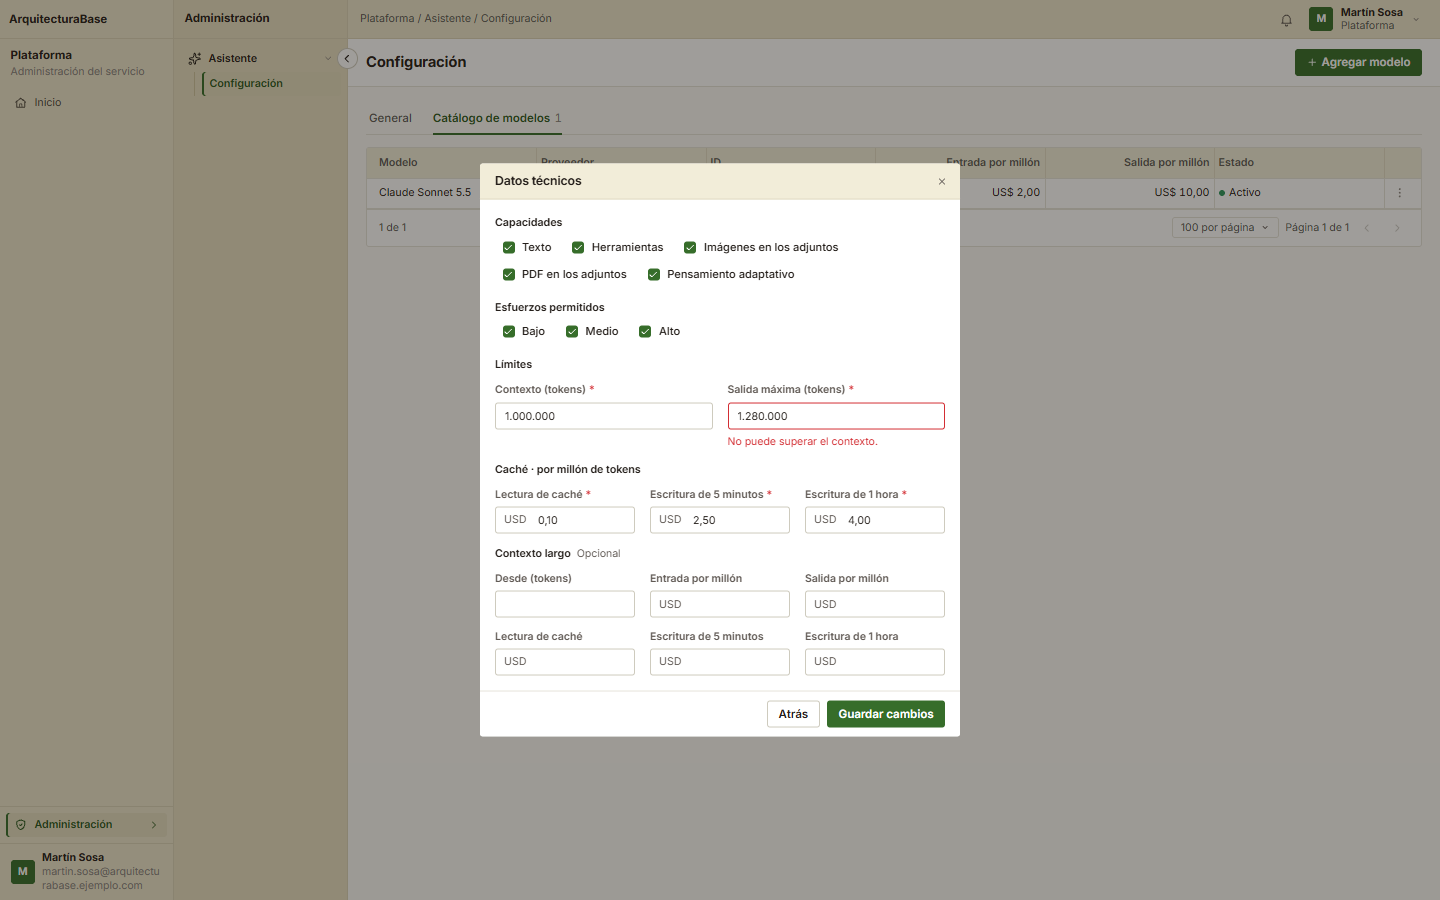 ArquitecturaBase
Plataforma
Administración del servicio
Inicio
Administración
Martín Sosa
martin.sosa@arquitectu
rabase.ejemplo.com
Administración
Asistente
Configuración
Plataforma / Asistente / Configuración
M
Martín Sosa
Plataforma
Configuración
+ Agregar modelo
General
Catálogo de modelos 1
Modelo
Proveedor
ID
Entrada por millón
Salida por millón
Estado
Claude Sonnet 5.5
US$ 2,00
US$ 10,00
Activo
1 de 1
100 por página
Página 1 de 1
Datos técnicos
Capacidades
Texto
Herramientas
Imágenes en los adjuntos
PDF en los adjuntos
Pensamiento adaptativo
Esfuerzos permitidos
Bajo
Medio
Alto
Límites
Contexto (tokens) *
Salida máxima (tokens) *
1.000.000
1.280.000
No puede superar el contexto.
Caché · por millón de tokens
Lectura de caché *
Escritura de 5 minutos *
Escritura de 1 hora *
USD 0,10
USD 2,50
USD 4,00
Contexto largo Opcional
Desde (tokens)
Entrada por millón
Salida por millón
USD
USD
Lectura de caché
Escritura de 5 minutos
Escritura de 1 hora
USD
USD
USD
Atrás
Guardar cambios
M